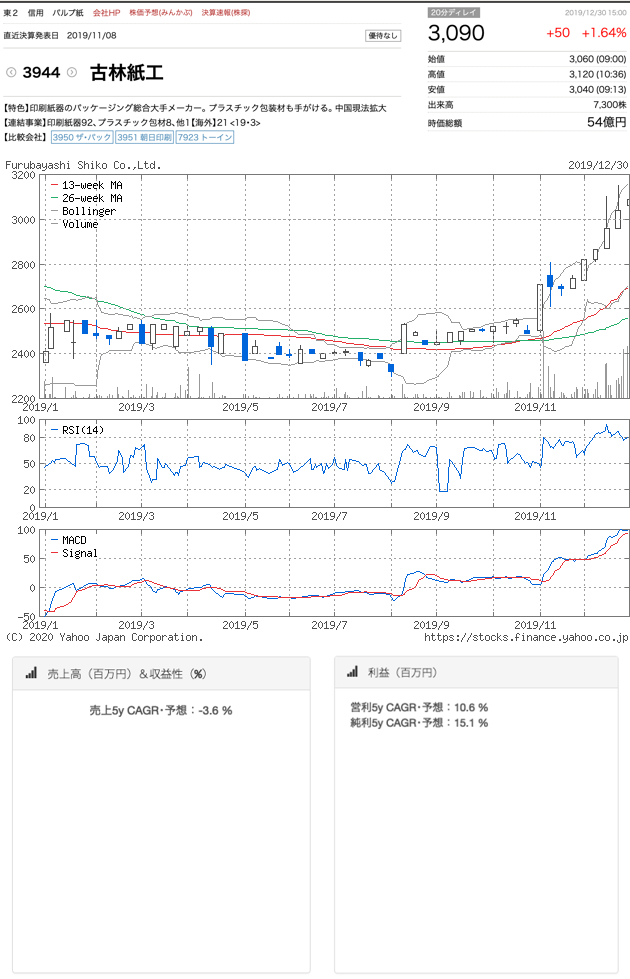 東2 信用 パルプ紙 会社HP 株価予想(みんかぶ) 決算速報(株探)
直近決算発表日 2019/11/08 優待なし
3944 古林紙工
20分ディレイ 2019/12/30 15:00
3,090 +50 +1.64%
始値 3,060 (09:00)
高値 3,120 (10:36)
安値 3,040 (09:13)
出来高 7,300株
時価総額 54億円
【特色】印刷紙器のパッケージング総合大手メーカー。プラスチック包装材も手がける。中国現法拡大
【連結事業】印刷紙器92、プラスチック包材8、他1【海外】21 <19・3>
【比較会社】 3950 ザ・パック 3951 朝日印刷 7923 トーイン
Furubayashi Shiko Co.,Ltd. 2019/12/30
3200
3000
2800
2600
2400
2200
13-week MA
26-week MA
Bollinger
Volume
2019/1 2019/3 2019/5 2019/7 2019/9 2019/11
100
80
50
20
0
RSI(14)
2019/1 2019/3 2019/5 2019/7 2019/9 2019/11
100
50
0
-50
MACD
Signal
2019/1 2019/3 2019/5 2019/7 2019/9 2019/11
(C) 2020 Yahoo Japan Corporation. https://stocks.finance.yahoo.co.jp
売上高（百万円）＆収益性（%）
売上5y CAGR･予想：-3.6 %
利益（百万円）
営利5y CAGR･予想：10.6 %
純利5y CAGR･予想：15.1 %